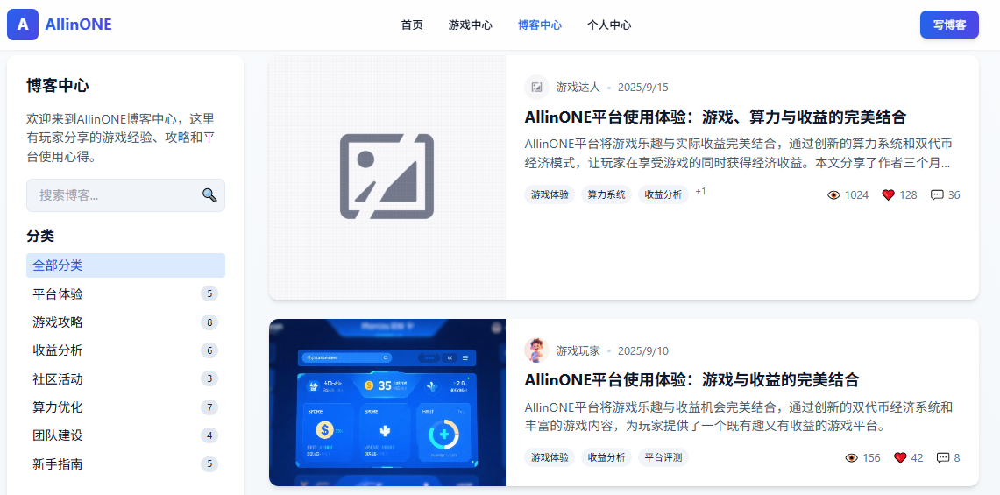 A AllinONE 首页 游戏中心 博客中心 个人中心 写博客
博客中心
欢迎来到AllinONE博客中心，这里
有玩家分享的游戏经验、攻略和平
台使用心得。
搜索博客...
分类
全部分类
平台体验 5
游戏攻略 8
收益分析 6
社区活动 3
算力优化 7
团队建设 4
新手指南 5
游戏达人 • 2025/9/15
AllinONE平台使用体验：游戏、算力与收益的完美结合
AllinONE平台将游戏乐趣与实际收益完美结合，通过创新的算力系统和双代币
经济模式，让玩家在享受游戏的同时获得经济收益。本文分享了作者三个月...
游戏体验 算力系统 收益分析 +1 1024 128 36
35
游戏玩家 • 2025/9/10
AllinONE平台使用体验：游戏与收益的完美结合
AllinONE平台将游戏乐趣与收益机会完美结合，通过创新的双代币经济系统和
丰富的游戏内容，为玩家提供了一个既有趣又有收益的游戏平台。
游戏体验 收益分析 平台评测 156 42 8